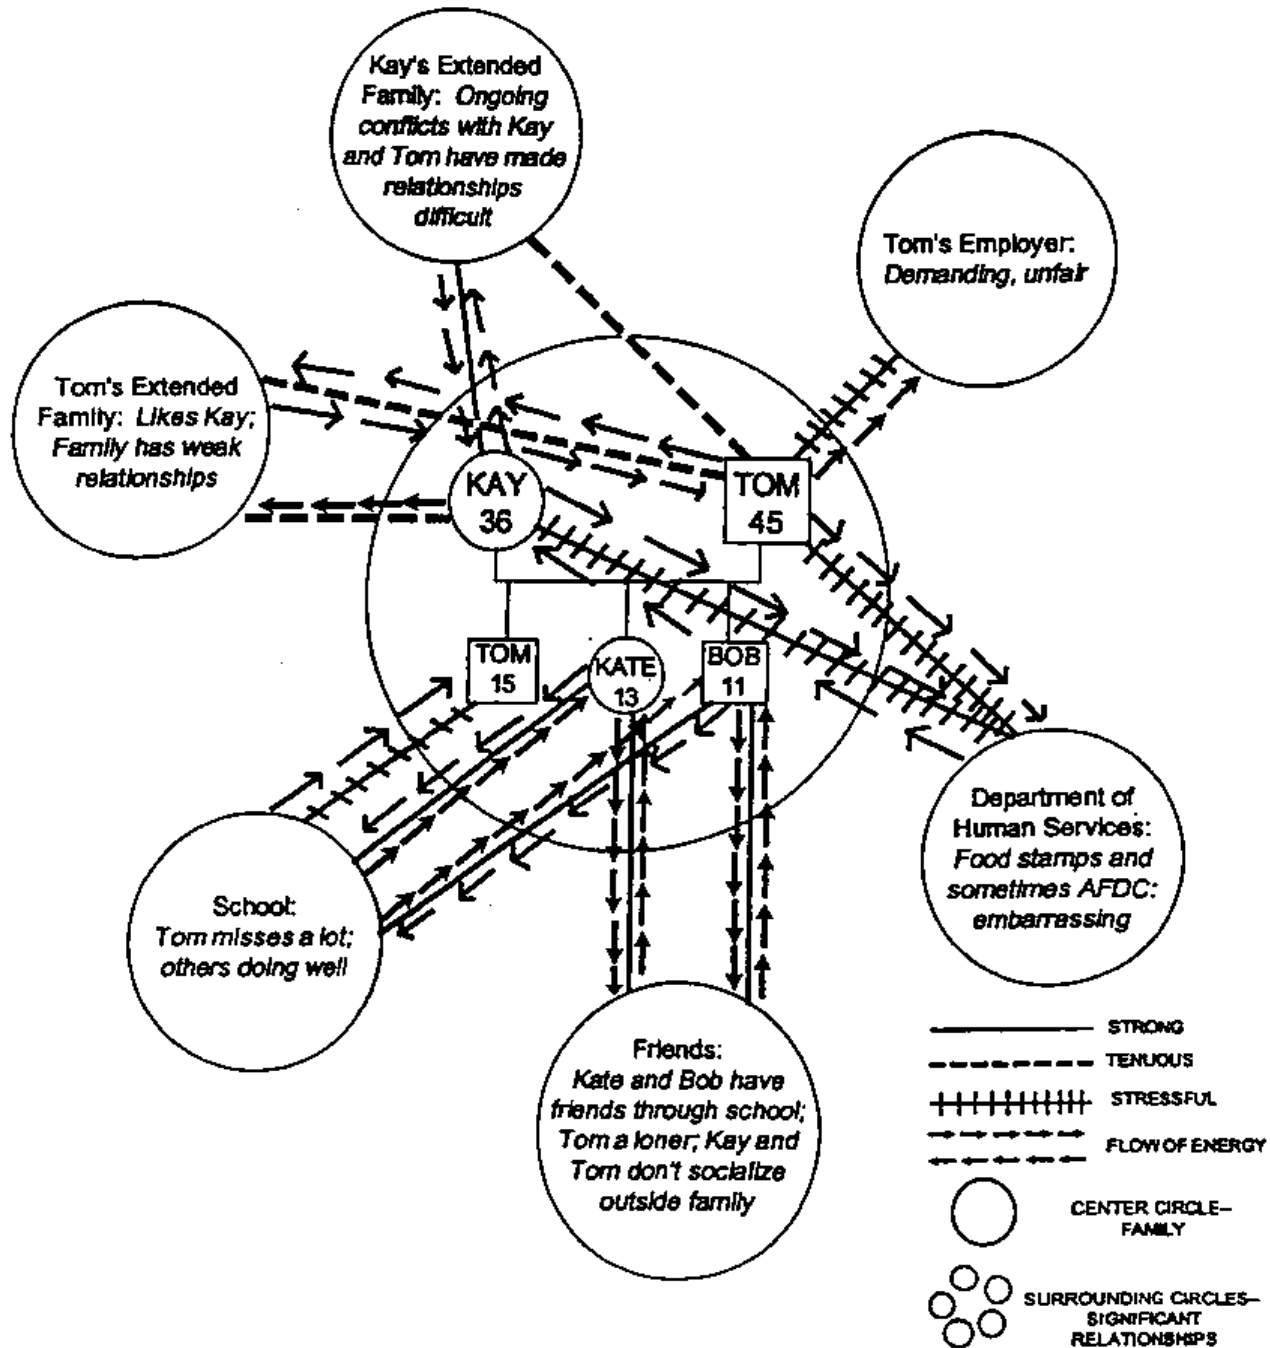 Kay's Extended
Family: Ongoing
conflicts with Kay
and Tom have made
relationships
difficult
Tom's Employer:
Demanding, unfair
Tom's Extended
Family: Likes Kay;
Family has weak
relationships
KAY
36
TOM
45
TOM
15
KATE
13
BOB
11
School:
Tom misses a lot;
others doing well
Department of
Human Services:
Food stamps and
sometimes AFDC:
embarrassing
Friends:
Kate and Bob have
friends through school;
Tom a loner; Kay and
Tom don't socialize
outside family
STRONG
TENUOUS
STRESSFUL
FLOW OF ENERGY
CENTER CIRCLE–
FAMILY
SURROUNDING CIRCLES–
SIGNIFICANT
RELATIONSHIPS